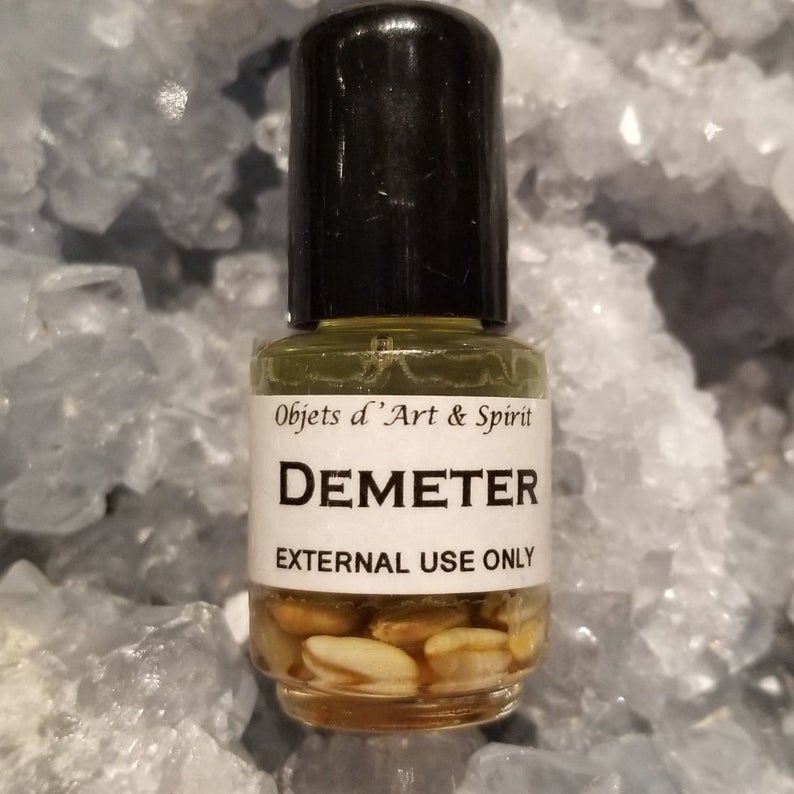 Objets d'Art & Spirit
DEMETER
EXTERNAL USE ONLY